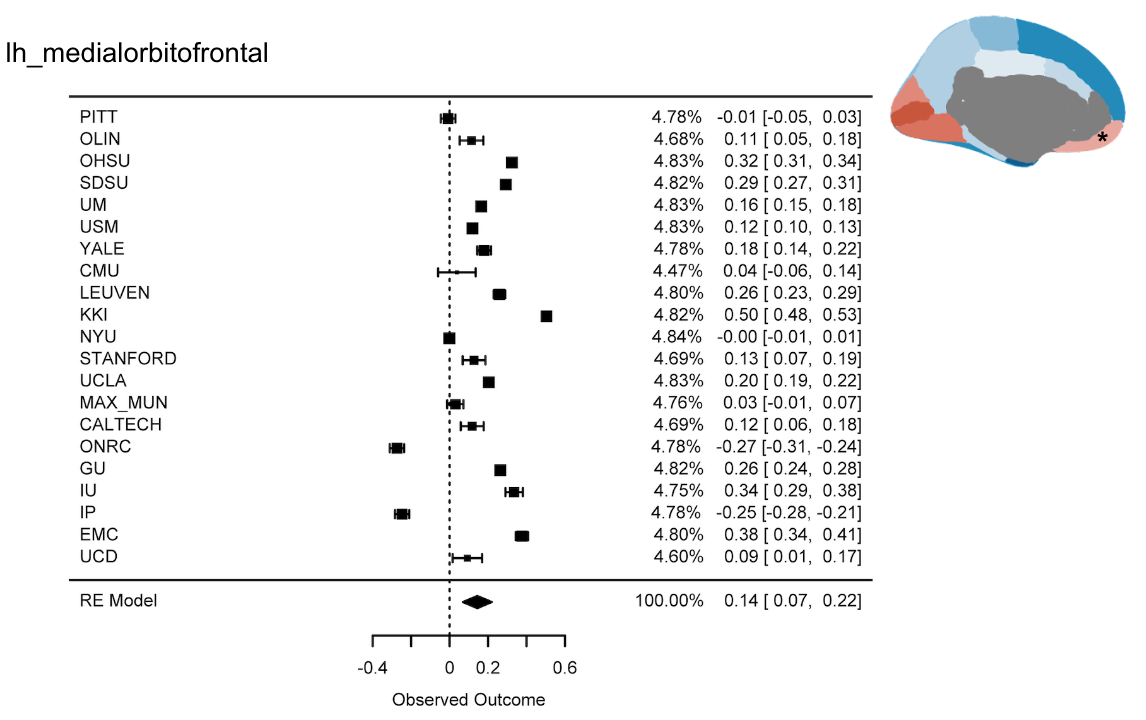 lh_medialorbitofrontal
PITT 4.78% -0.01 [-0.05, 0.03]
OLIN 4.68% 0.11 [ 0.05, 0.18]
OHSU 4.83% 0.32 [ 0.31, 0.34]
SDSU 4.82% 0.29 [ 0.27, 0.31]
UM 4.83% 0.16 [ 0.15, 0.18]
USM 4.83% 0.12 [ 0.10, 0.13]
YALE 4.78% 0.18 [ 0.14, 0.22]
CMU 4.47% 0.04 [-0.06, 0.14]
LEUVEN 4.80% 0.26 [ 0.23, 0.29]
KKI 4.82% 0.50 [ 0.48, 0.53]
NYU 4.84% -0.00 [-0.01, 0.01]
STANFORD 4.69% 0.13 [ 0.07, 0.19]
UCLA 4.83% 0.20 [ 0.19, 0.22]
MAX_MUN 4.76% 0.03 [-0.01, 0.07]
CALTECH 4.69% 0.12 [ 0.06, 0.18]
ONRC 4.78% -0.27 [-0.31, -0.24]
GU 4.82% 0.26 [ 0.24, 0.28]
IU 4.75% 0.34 [ 0.29, 0.38]
IP 4.78% -0.25 [-0.28, -0.21]
EMC 4.80% 0.38 [ 0.34, 0.41]
UCD 4.60% 0.09 [ 0.01, 0.17]
RE Model 100.00% 0.14 [ 0.07, 0.22]
-0.4 0 0.2 0.6
Observed Outcome
*